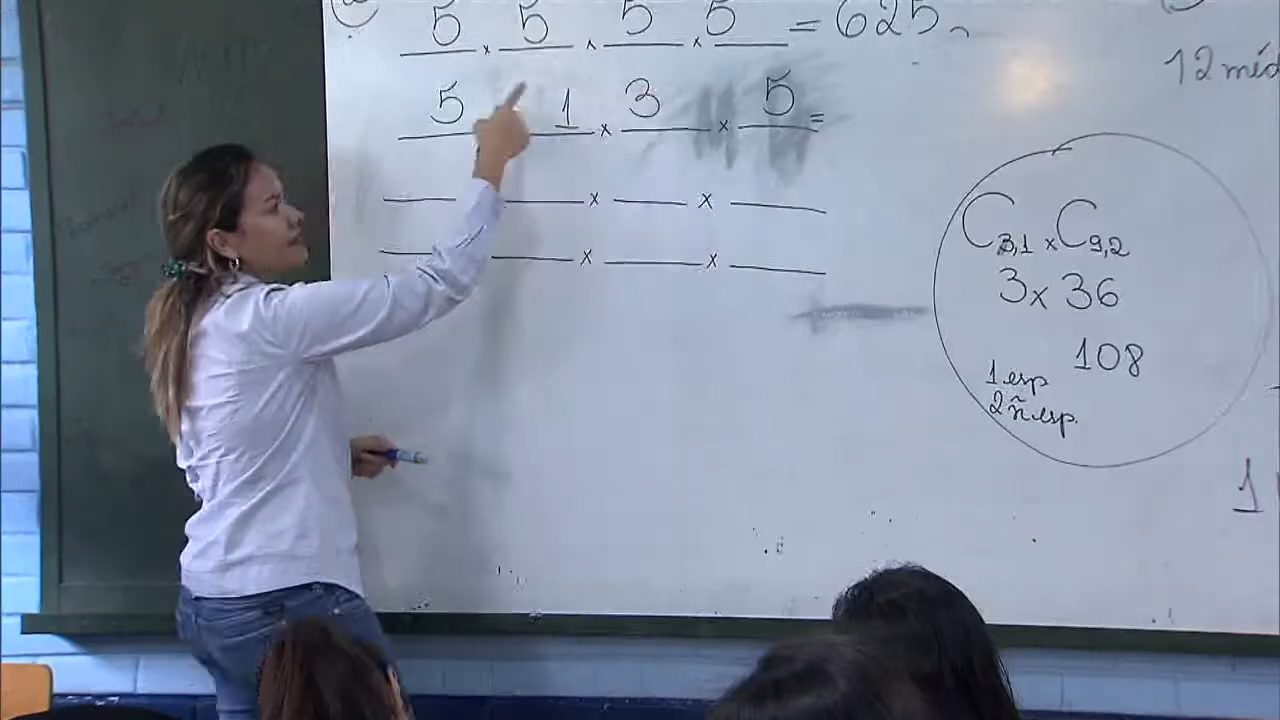 5 x 5 x 5 x 5 = 625
5 1 x 3 x 5 =
x x
x x
12 méd
C3,1 x C9,2
3 x 36
108
1 esp
2 ñ esp.
1